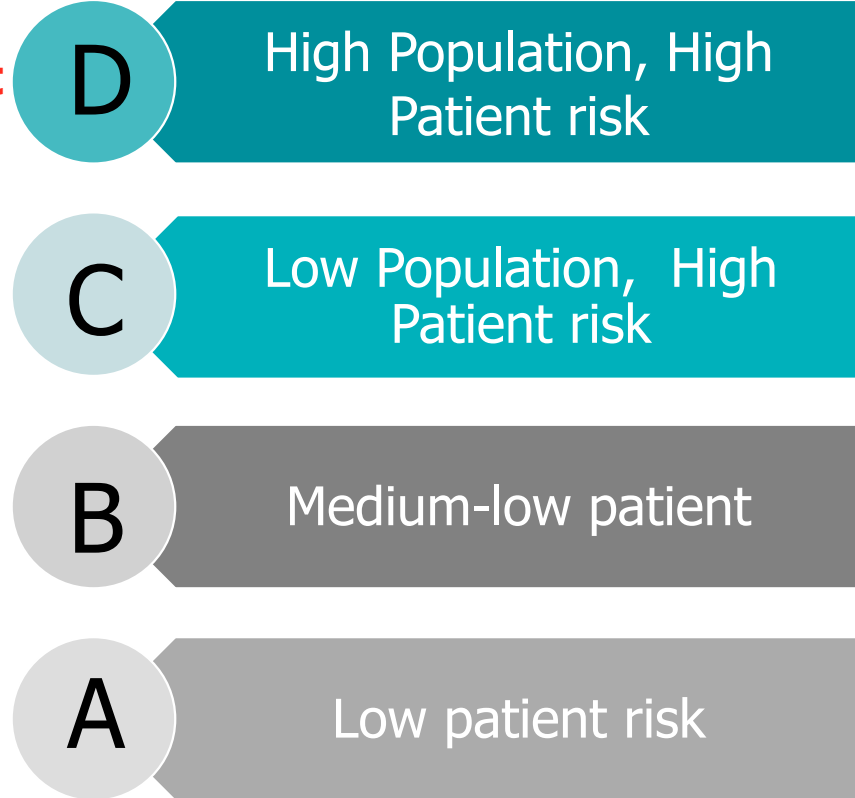 D
High Population, High
Patient risk
C
Low Population,  High
Patient risk
B
Medium-low patient
A
Low patient risk